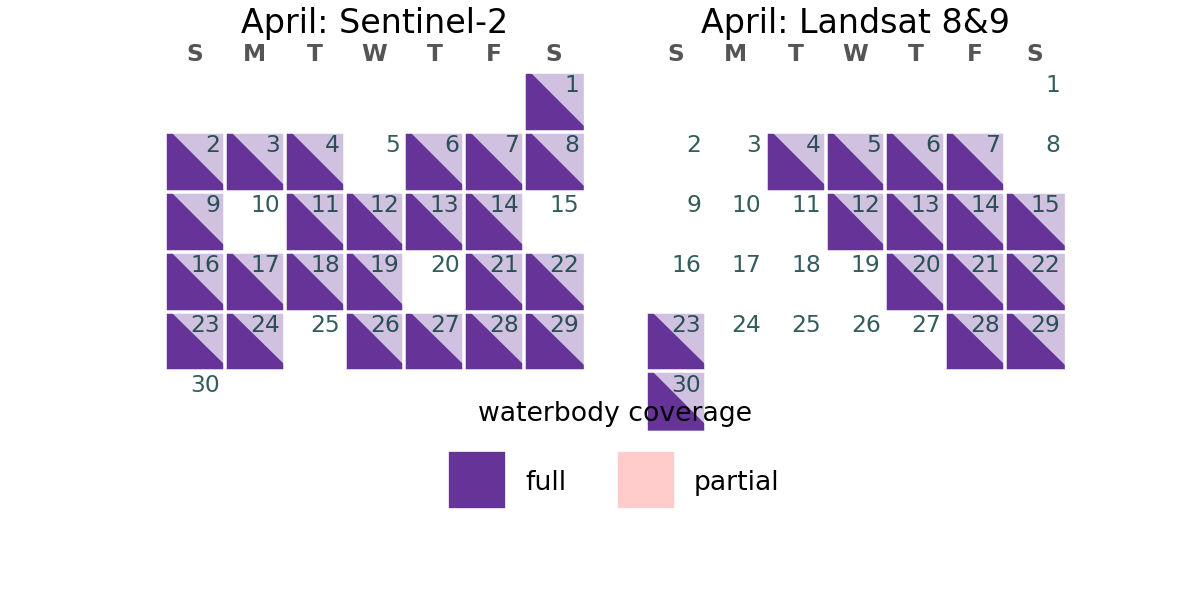 April: Sentinel-2
S M T W T F S
1
2 3 4 5 6 7 8
9 10 11 12 13 14 15
16 17 18 19 20 21 22
23 24 25 26 27 28 29
30
April: Landsat 8&9
S M T W T F S
1
2 3 4 5 6 7 8
9 10 11 12 13 14 15
16 17 18 19 20 21 22
23 24 25 26 27 28 29
30
waterbody coverage
full partial